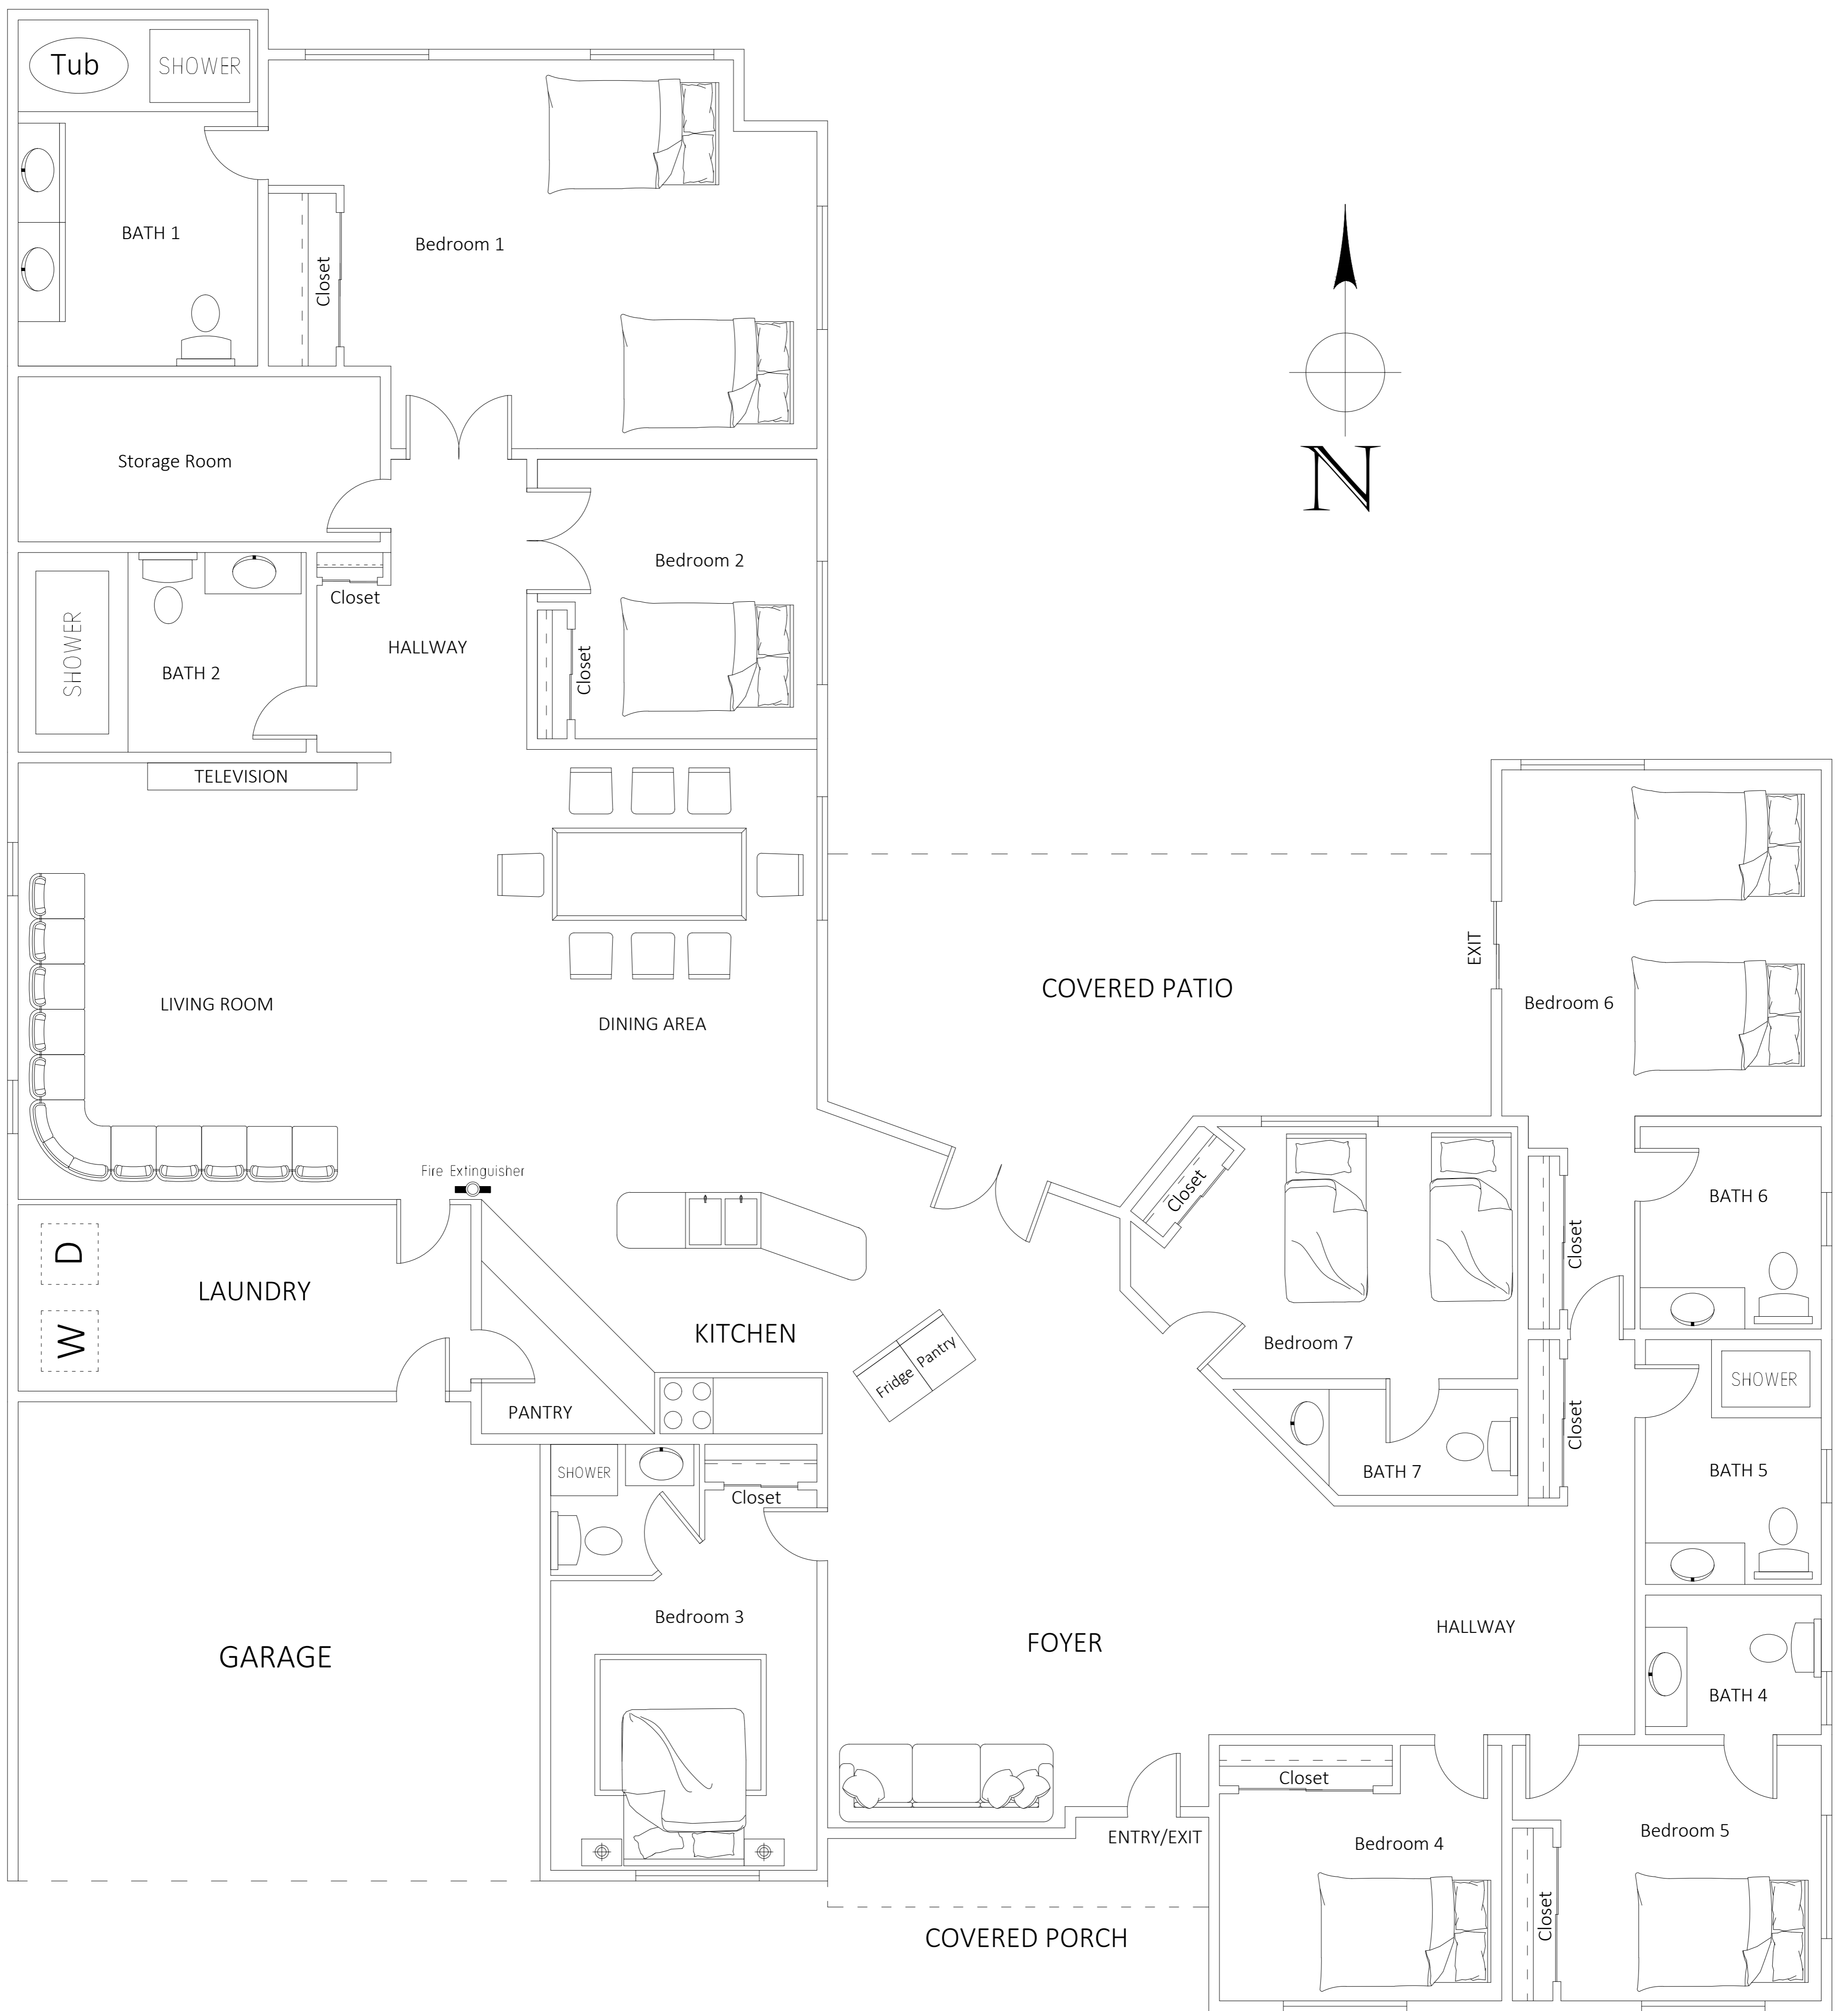 Tub
SHOWER
BATH 1
Closet
Bedroom 1
N
Storage Room
Bedroom 2
Closet
SHOWER
BATH 2
HALLWAY
Closet
TELEVISION
LIVING ROOM
DINING AREA
COVERED PATIO
EXIT
Bedroom 6
Fire Extinguisher
Closet
BATH 6
Closet
D
LAUNDRY
W
KITCHEN
Fridge
Pantry
Bedroom 7
PANTRY
SHOWER
Closet
SHOWER
Closet
BATH 7
BATH 5
Bedroom 3
GARAGE
FOYER
HALLWAY
BATH 4
Closet
ENTRY/EXIT
Bedroom 4
Bedroom 5
Closet
COVERED PORCH